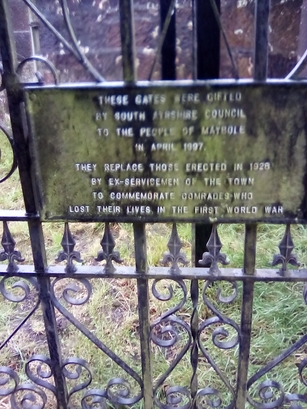 THESE GATES WERE GIFTED
BY SOUTH AYRSHIRE COUNCIL
TO THE PEOPLE OF MAYBOLE
IN APRIL 1997.
THEY REPLACE THOSE ERECTED IN 1926
BY EX-SERVICEMEN OF THE TOWN
TO COMMEMORATE COMRADES WHO
LOST THEIR LIVES IN THE FIRST WORLD WAR